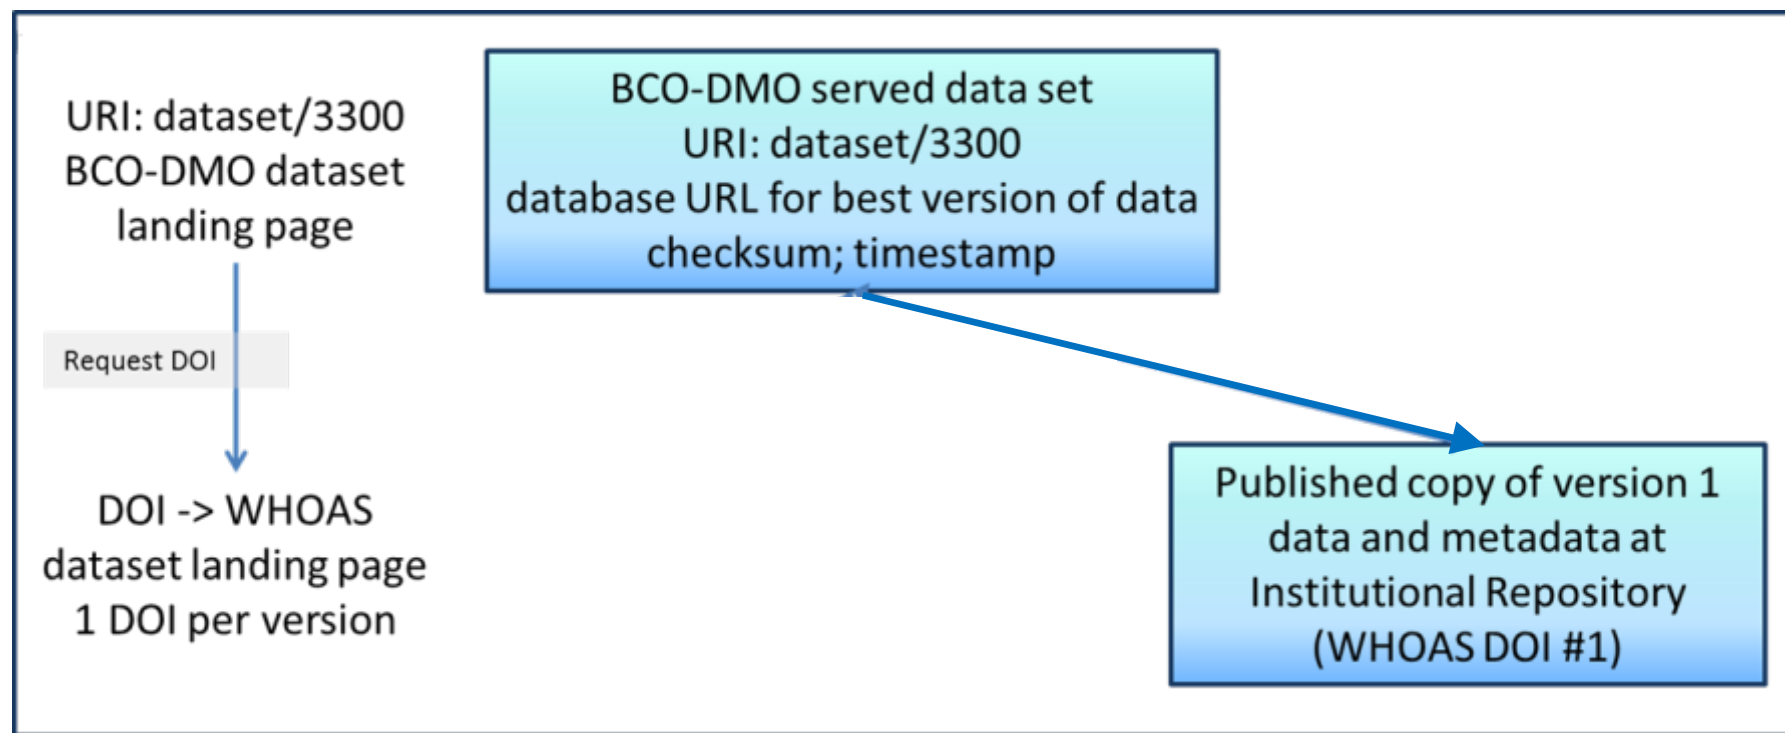 URI: dataset/3300
BCO-DMO dataset
landing page
Request DOI
DOI -> WHOAS
dataset landing page
1 DOI per version
BCO-DMO served data set
URI: dataset/3300
database URL for best version of data
checksum; timestamp
Published copy of version 1
data and metadata at
Institutional Repository
(WHOAS DOI #1)